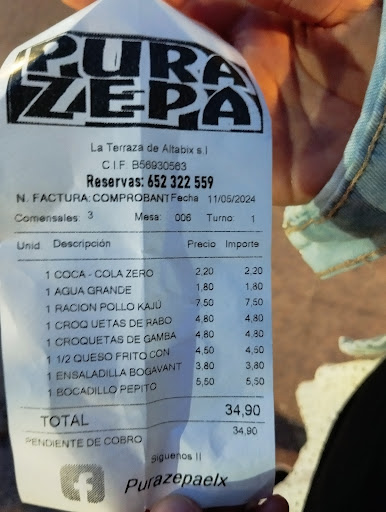 PURA
ZEPA
La Terraza de Altabix s.l
C.I.F. B56930563
Reservas: 652 322 559
N. FACTURA: COMPROBANT Fecha 11/05/2024
Comensales: 3 Mesa: 006 Turno: 1
Unid Descripción Precio Importe
1 COCA - COLA ZERO 2,20 2,20
1 AGUA GRANDE 1,80 1,80
1 RACION POLLO KAJÚ 7,50 7,50
1 CROQ UETAS DE RABO 4,80 4,80
1 CROQUETAS DE GAMBA 4,80 4,80
1 1/2 QUESO FRITO CON 4,50 4,50
1 ENSALADILLA BOGAVANT 3,80 3,80
1 BOCADILLO PEPITO 5,50 5,50
TOTAL 34,90
PENDIENTE DE COBRO 34,90
Siguenos !!
f Purazepaelx